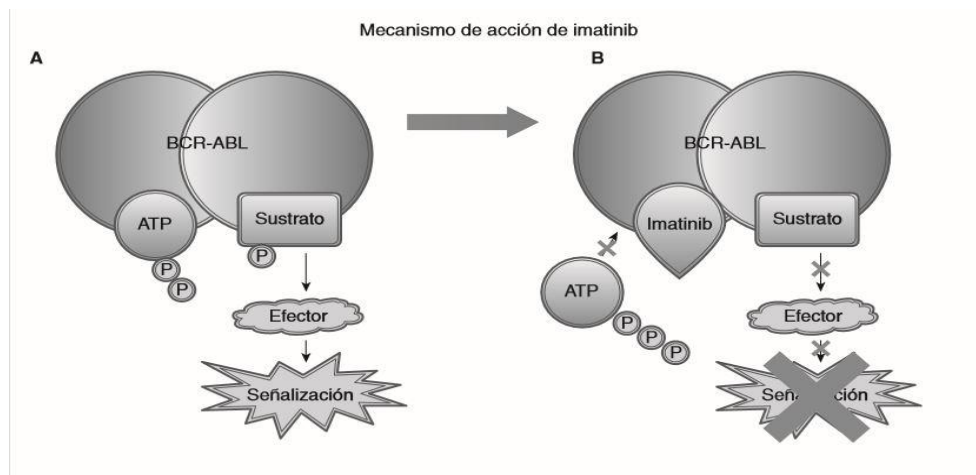 Mecanismo de acción de imatinib
A
BCR-ABL
ATP
Sustrato
P
P
P
Efector
Señalización
B
BCR-ABL
Imatinib
Sustrato
ATP
P
P
P
Efector